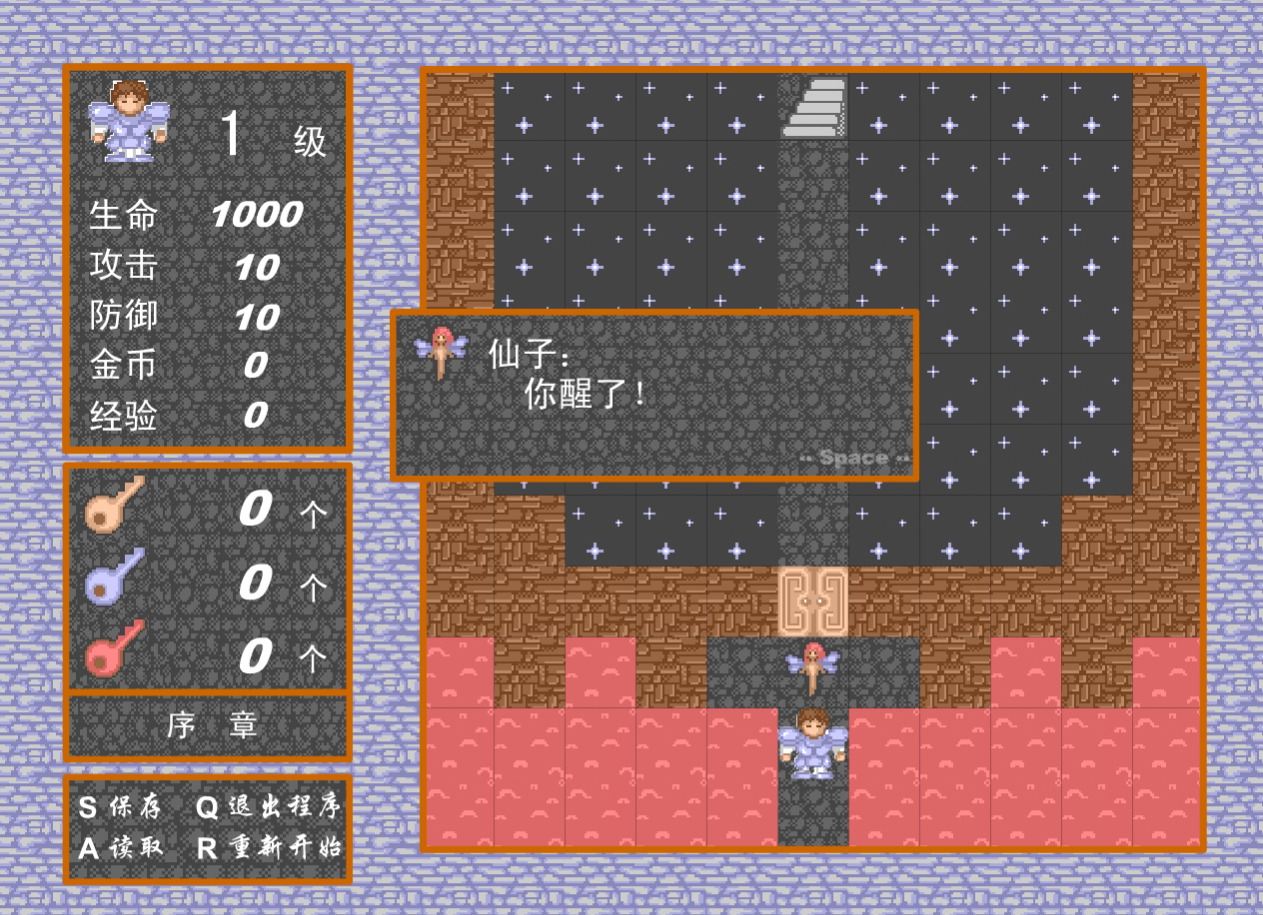 1 级
生命 1000
攻击 10
防御 10
金币 0
经验 0
0 个
0 个
0 个
序 章
S 保存 Q 退出程序
A 读取 R 重新开始
仙子：
你醒了！
-- Space --